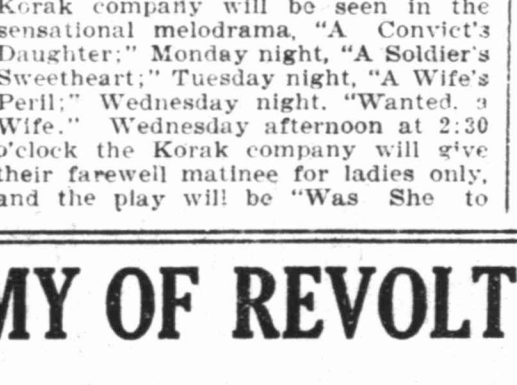 Korak company will be seen in the
sensational melodrama, "A Convict's
Daughter;" Monday night, "A Soldier's
Sweetheart;" Tuesday night, "A Wife's
Peril;" Wednesday night. "Wanted. a
Wife." Wednesday afternoon at 2:30
o'clock the Korak company will give
their farewell matinee for ladies only,
and the play will be "Was She to
MY OF REVOLT